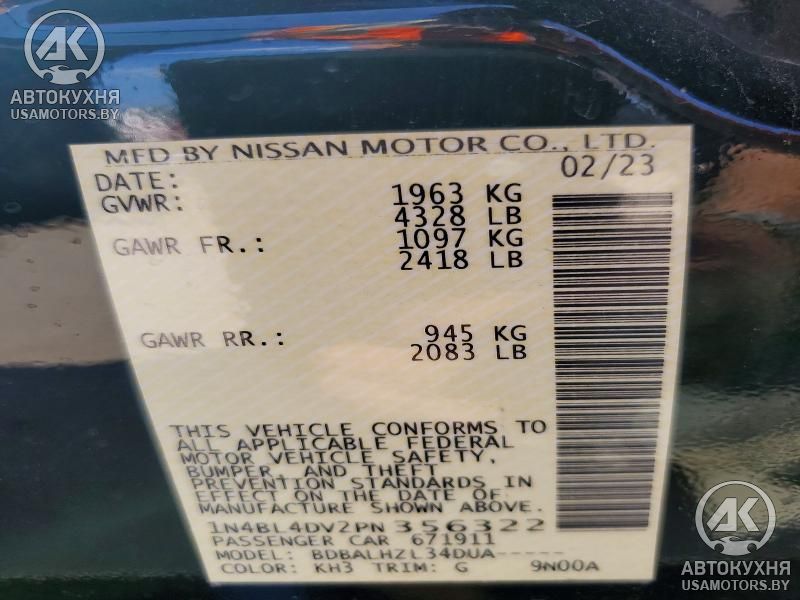 AK
АВТОКУХНЯ
USAMOTORS.BY
MFD BY NISSAN MOTOR CO., LTD.
DATE: 02/23
GVWR: 1963 KG
4328 LB
GAWR FR.: 1097 KG
2418 LB
GAWR RR.: 945 KG
2083 LB
THIS VEHICLE CONFORMS TO
ALL APPLICABLE FEDERAL
MOTOR VEHICLE SAFETY,
BUMPER, AND THEFT
PREVENTION STANDARDS IN
EFFECT ON THE DATE OF
MANUFACTURE SHOWN ABOVE.
1N4BL4DV2PN356322
PASSENGER CAR 671911
MODEL: BDBALHZL34DUA-----
COLOR: KH3 TRIM: G 9N00A
AK
АВТОКУХНЯ
USAMOTORS.BY